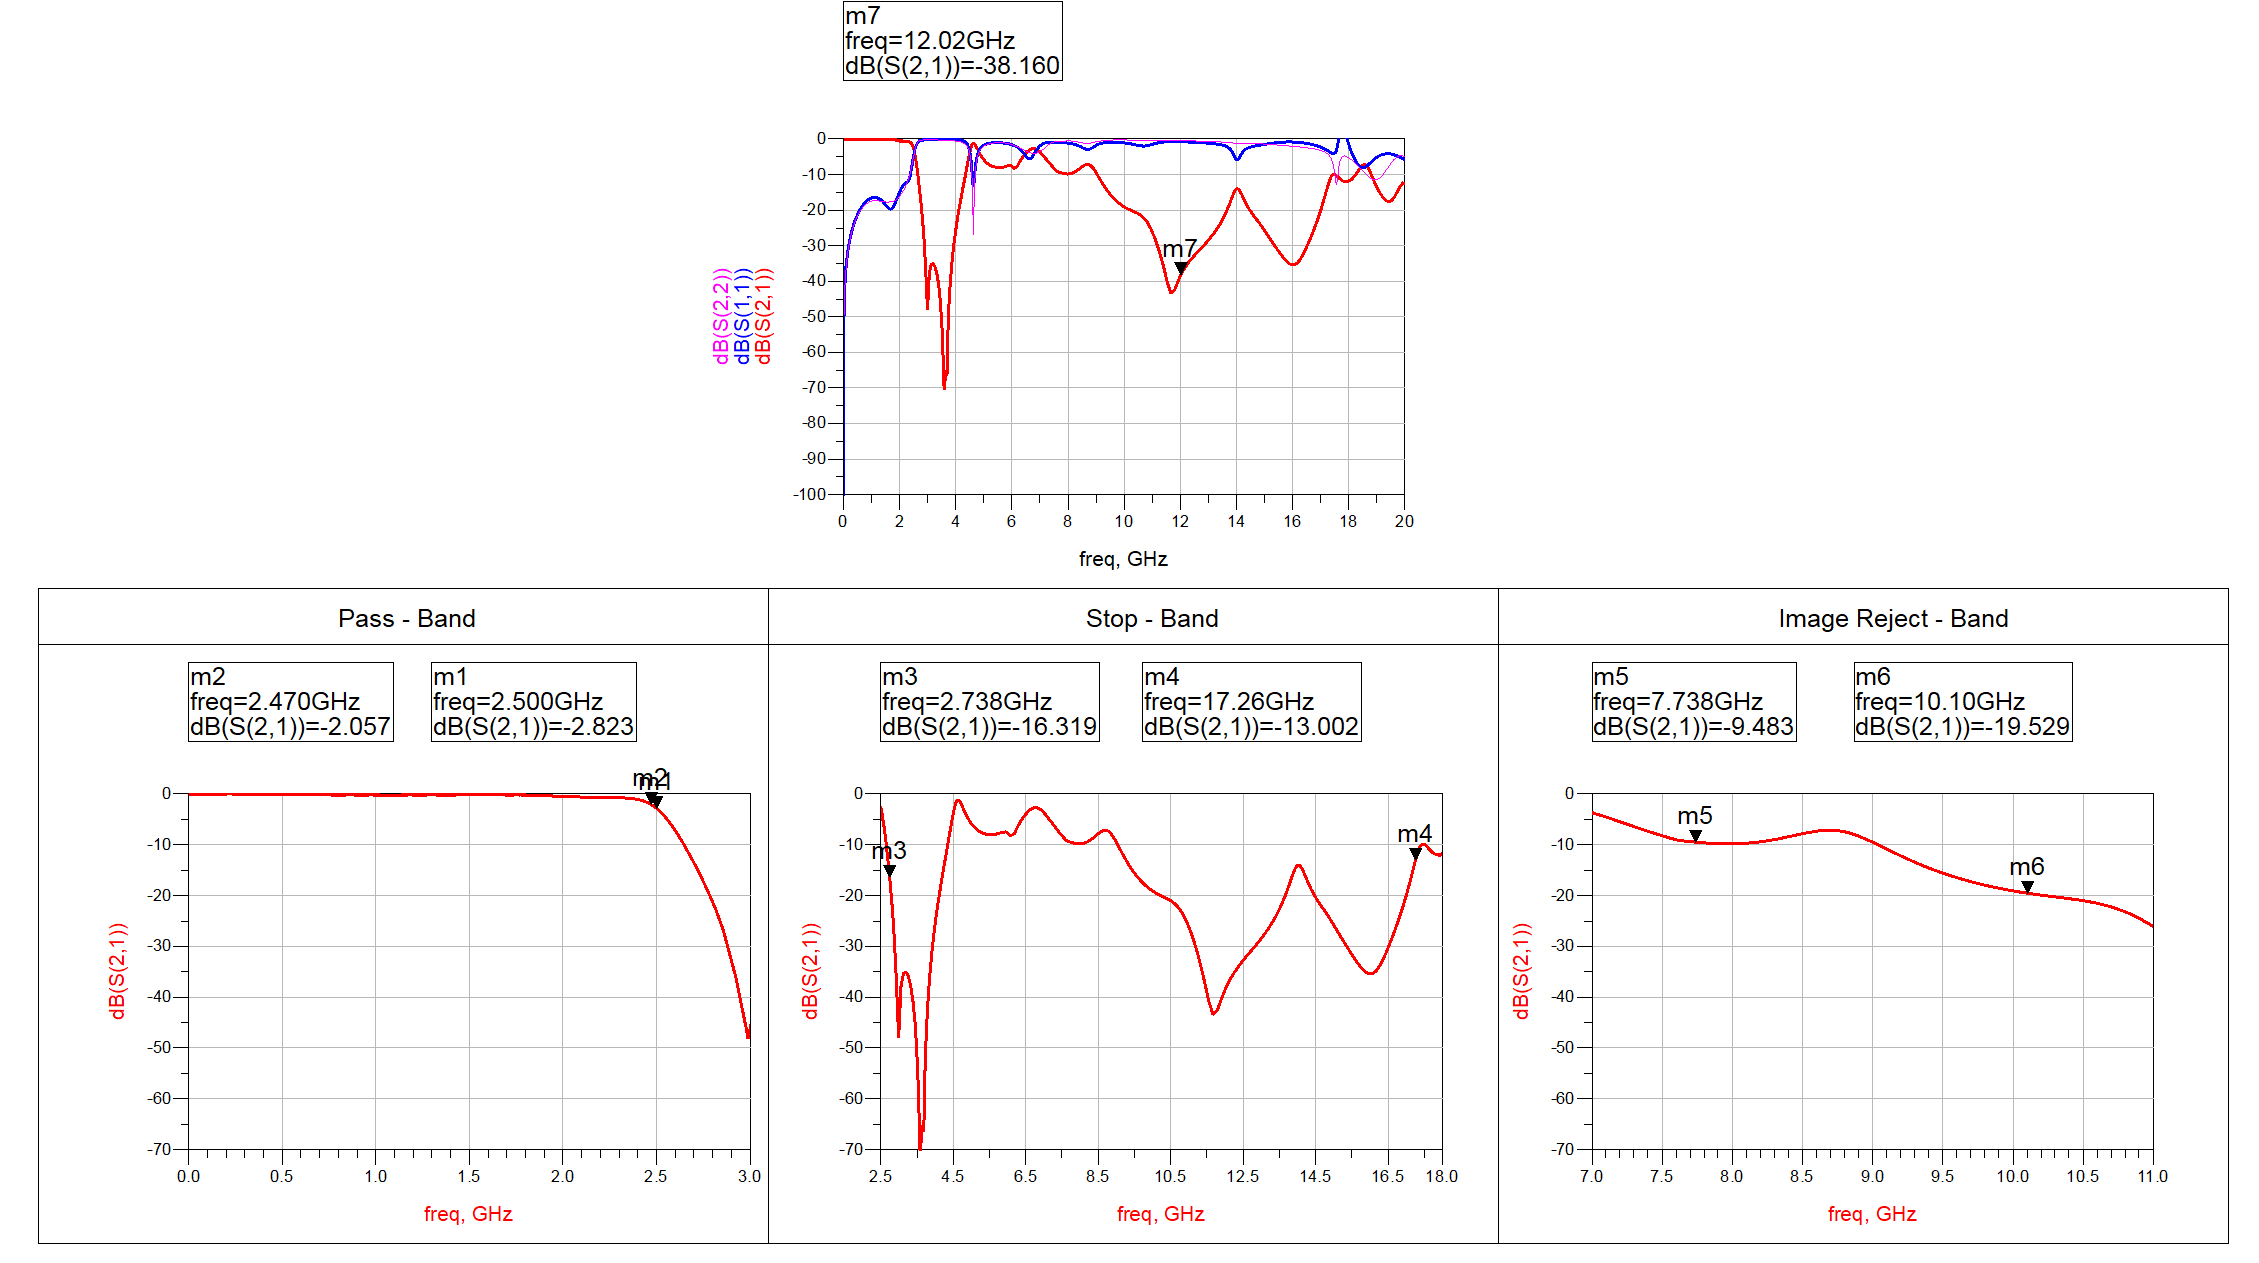 m7
freq=12.02GHz
dB(S(2,1))=-38.160
0
-10
-20
-30
-40
-50
-60
-70
-80
-90
-100
m7
dB(S(2,2))
dB(S(1,1))
dB(S(2,1))
0 2 4 6 8 10 12 14 16 18 20
freq, GHz
Pass - Band
m2
freq=2.470GHz
dB(S(2,1))=-2.057
m1
freq=2.500GHz
dB(S(2,1))=-2.823
m2
m1
0
-10
-20
-30
-40
-50
-60
-70
dB(S(2,1))
0.0 0.5 1.0 1.5 2.0 2.5 3.0
freq, GHz
Stop - Band
m3
freq=2.738GHz
dB(S(2,1))=-16.319
m4
freq=17.26GHz
dB(S(2,1))=-13.002
m3
m4
0
-10
-20
-30
-40
-50
-60
-70
dB(S(2,1))
2.5 4.5 6.5 8.5 10.5 12.5 14.5 16.5 18.0
freq, GHz
Image Reject - Band
m5
freq=7.738GHz
dB(S(2,1))=-9.483
m6
freq=10.10GHz
dB(S(2,1))=-19.529
m5
m6
0
-10
-20
-30
-40
-50
-60
-70
dB(S(2,1))
7.0 7.5 8.0 8.5 9.0 9.5 10.0 10.5 11.0
freq, GHz